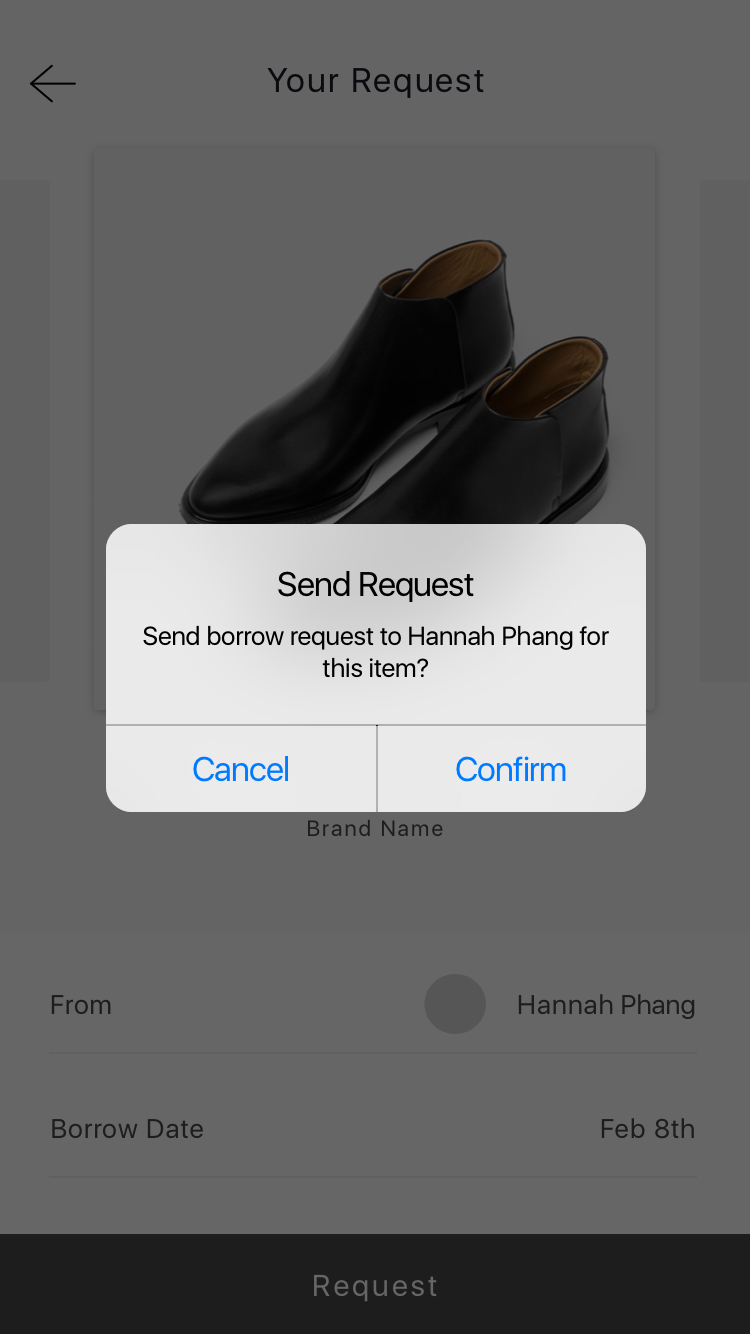 Your Request
Send Request
Send borrow request to Hannah Phang for
this item?
Cancel Confirm
Brand Name
From Hannah Phang
Borrow Date Feb 8th
Request